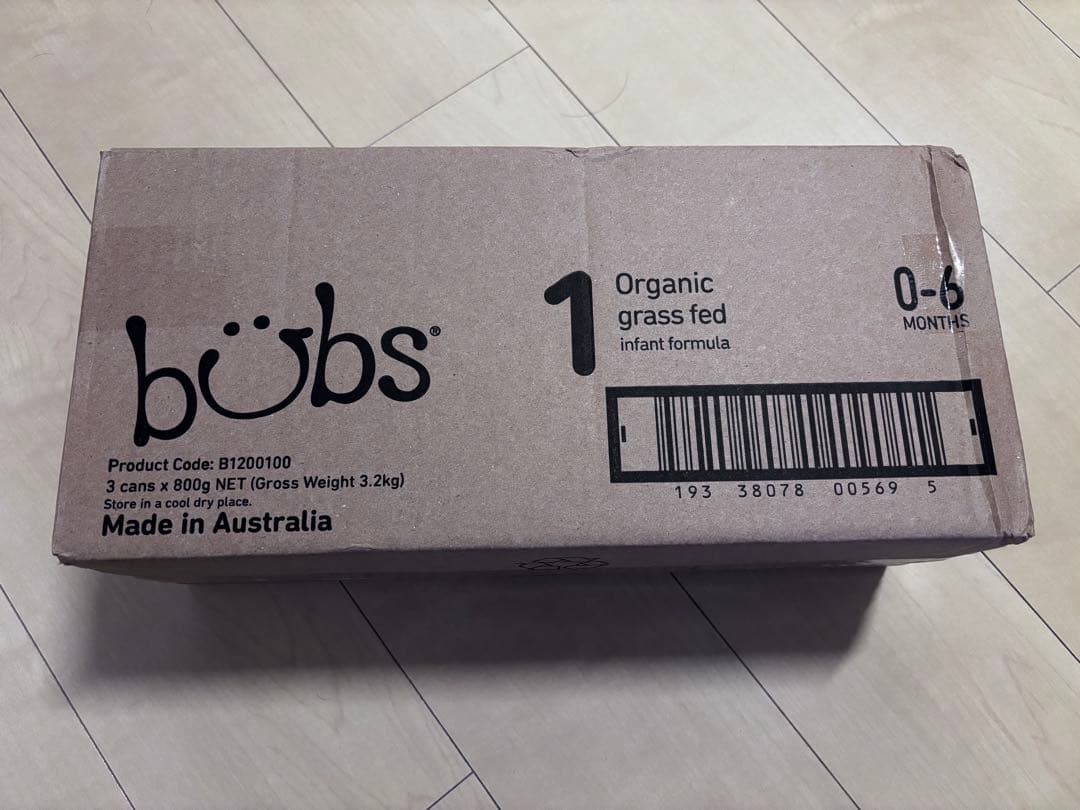 bubs®
Product Code: B1200100
3 cans x 800g NET (Gross Weight 3.2kg)
Store in a cool dry place.
Made in Australia
1
Organic
grass fed
infant formula
0-6
MONTHS
193 38078 00569 5